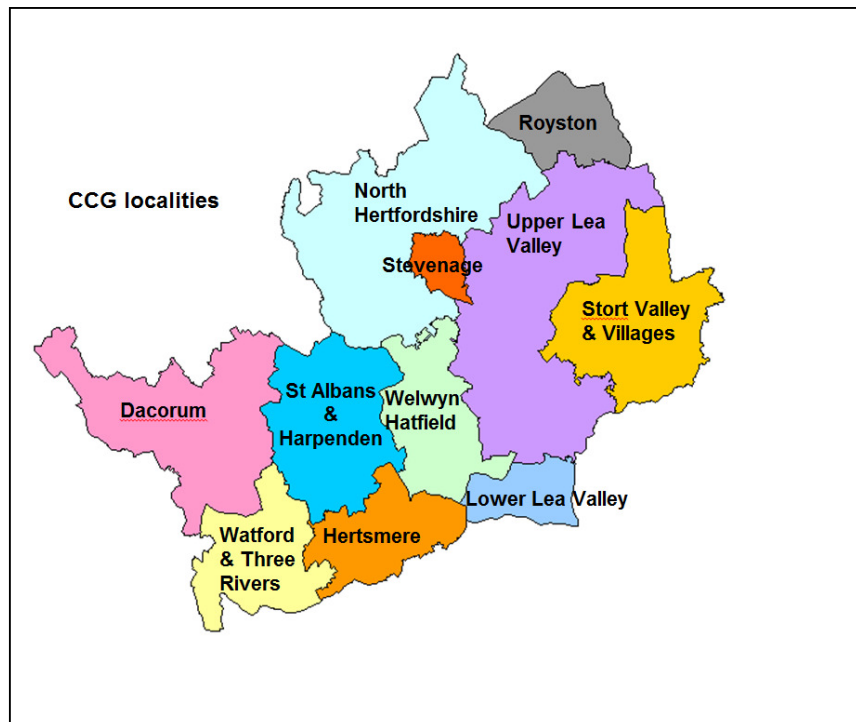 Royston
CCG localities
North
Hertfordshire
Upper Lea
Valley
Stevenage
Stort Valley
& Villages
Dacorum
St Albans
&
Harpenden
Welwyn
Hatfield
Lower Lea Valley
Watford
& Three
Rivers
Hertsmere